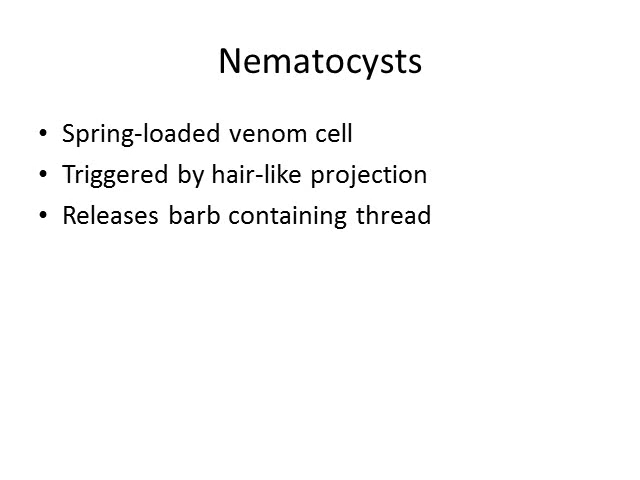 Nematocysts
• Spring-loaded venom cell
• Triggered by hair-like projection
• Releases barb containing thread